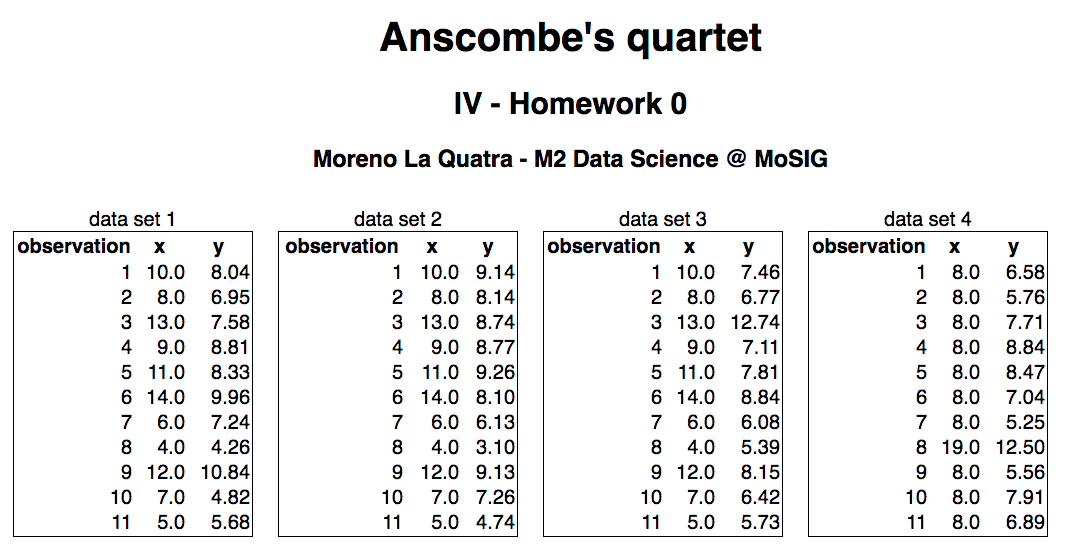 Anscombe's quartet
IV - Homework 0
Moreno La Quatra - M2 Data Science @ MoSIG
data set 1
observation x y
1 10.0 8.04
2 8.0 6.95
3 13.0 7.58
4 9.0 8.81
5 11.0 8.33
6 14.0 9.96
7 6.0 7.24
8 4.0 4.26
9 12.0 10.84
10 7.0 4.82
11 5.0 5.68
data set 2
observation x y
1 10.0 9.14
2 8.0 8.14
3 13.0 8.74
4 9.0 8.77
5 11.0 9.26
6 14.0 8.10
7 6.0 6.13
8 4.0 3.10
9 12.0 9.13
10 7.0 7.26
11 5.0 4.74
data set 3
observation x y
1 10.0 7.46
2 8.0 6.77
3 13.0 12.74
4 9.0 7.11
5 11.0 7.81
6 14.0 8.84
7 6.0 6.08
8 4.0 5.39
9 12.0 8.15
10 7.0 6.42
11 5.0 5.73
data set 4
observation x y
1 8.0 6.58
2 8.0 5.76
3 8.0 7.71
4 8.0 8.84
5 8.0 8.47
6 8.0 7.04
7 8.0 5.25
8 19.0 12.50
9 8.0 5.56
10 8.0 7.91
11 8.0 6.89